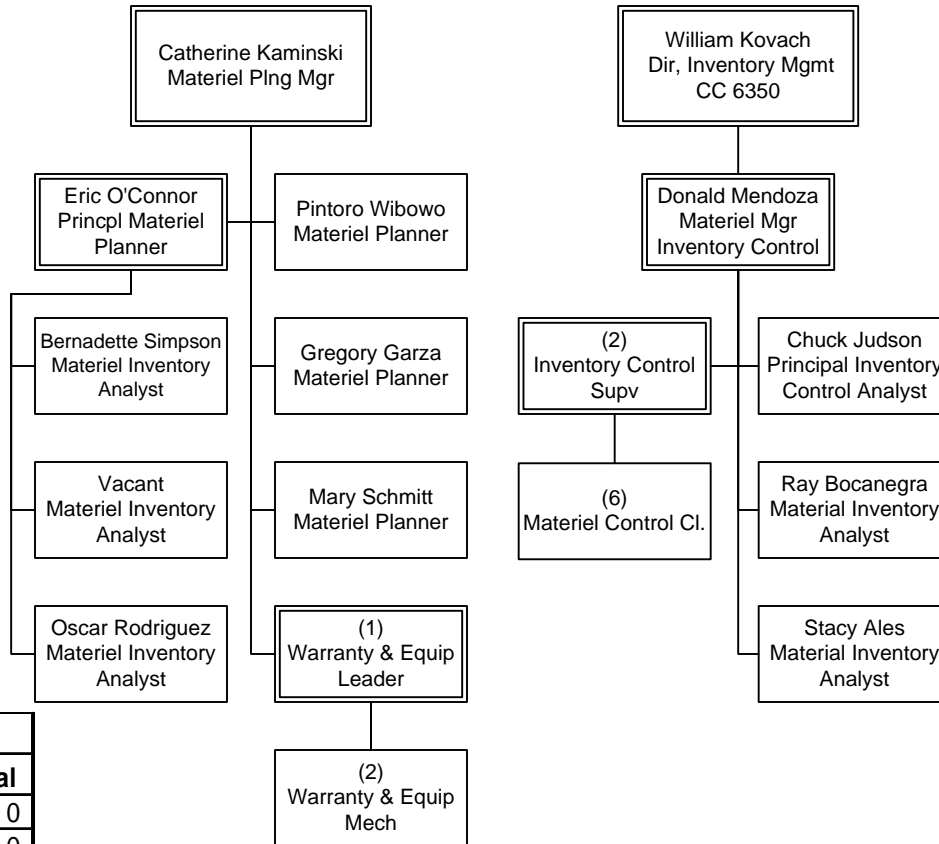 Catherine Kaminski
Materiel Plng Mgr
William Kovach
Dir, Inventory Mgmt
CC 6350
Eric O'Connor
Princpl Materiel
Planner
Pintoro Wibowo
Materiel Planner
Donald Mendoza
Materiel Mgr
Inventory Control
Bernadette Simpson
Materiel Inventory
Analyst
Gregory Garza
Materiel Planner
(2)
Inventory Control
Supv
Chuck Judson
Principal Inventory
Control Analyst
Vacant
Materiel Inventory
Analyst
Mary Schmitt
Materiel Planner
(6)
Materiel Control Cl.
Ray Bocanegra
Material Inventory
Analyst
Oscar Rodriguez
Materiel Inventory
Analyst
(1)
Warranty & Equip
Leader
Stacy Ales
Material Inventory
Analyst
(2)
Warranty & Equip
Mech
al
0
0